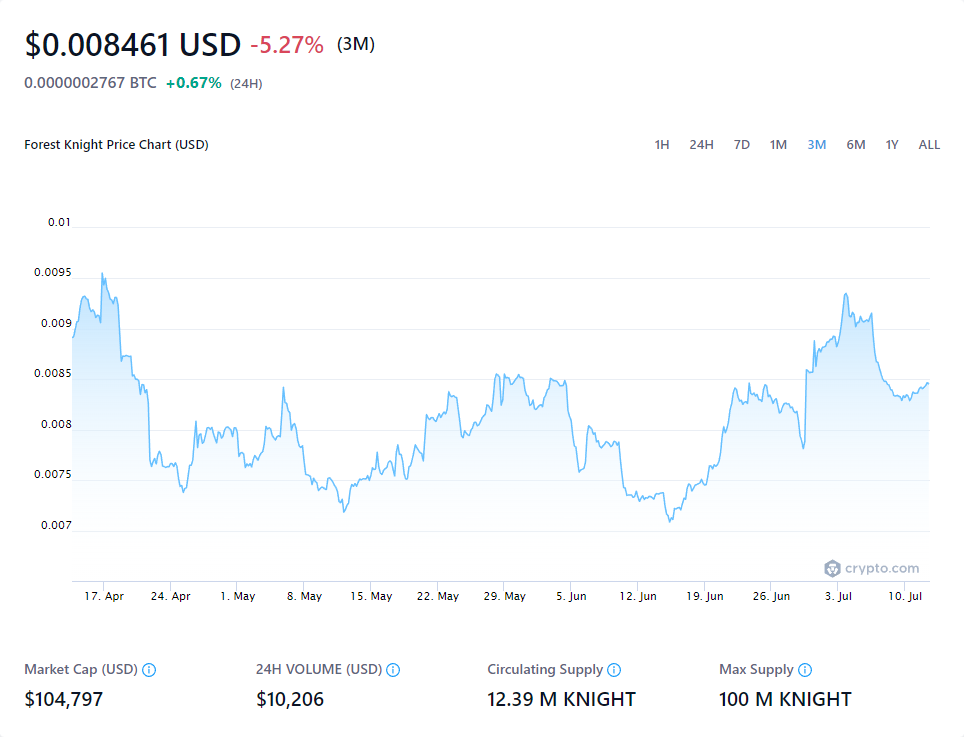 $0.008461 USD -5.27% (3M)
0.0000002767 BTC +0.67% (24H)
Forest Knight Price Chart (USD) 1H 24H 7D 1M 3M 6M 1Y ALL
0.01
0.0095
0.009
0.0085
0.008
0.0075
0.007
crypto.com
17. Apr 24. Apr 1. May 8. May 15. May 22. May 29. May 5. Jun 12. Jun 19. Jun 26. Jun 3. Jul 10. Jul
Market Cap (USD) 24H VOLUME (USD) Circulating Supply Max Supply
$104,797 $10,206 12.39 M KNIGHT 100 M KNIGHT